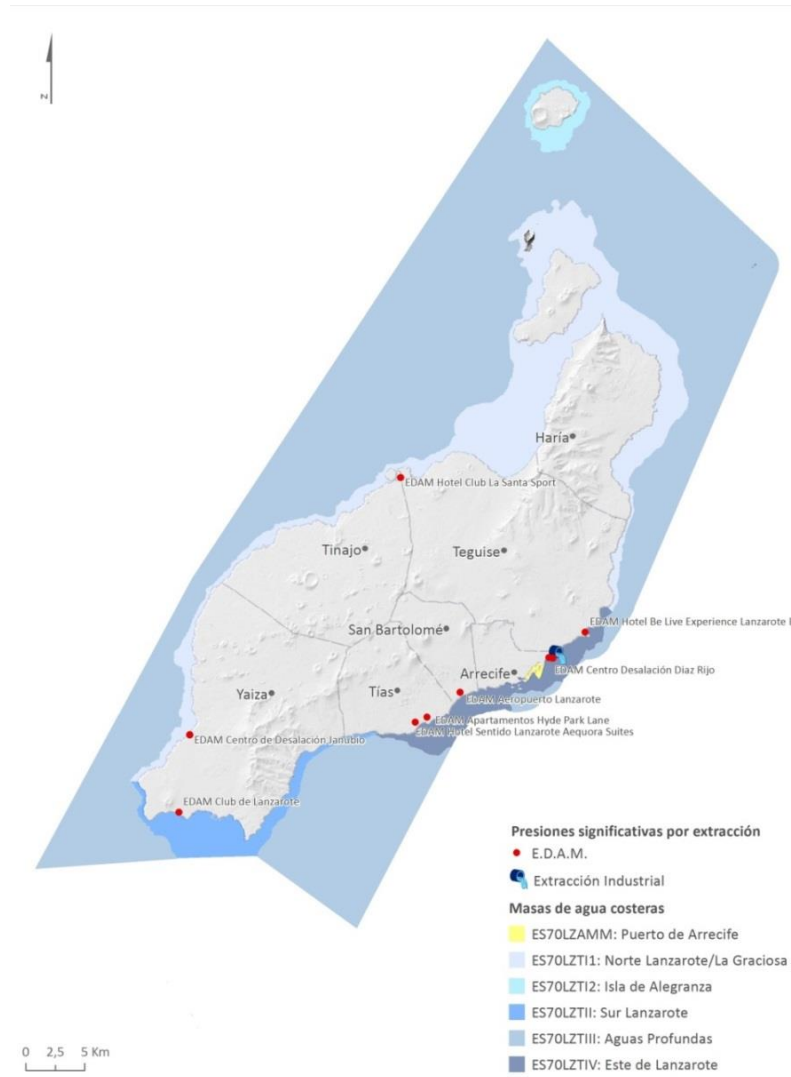 N
Haría
EDAM Hotel Club La Santa Sport
Tinajo
Teguise
EDAM Hotel Be Live Experience Lanzarote
San Bartolomé
Arrecife
EDAM Centro Desalación Diaz Rijo
Yaiza
Tías
EDAM Aeropuerto Lanzarote
EDAM Apartamentos Hyde Park Lane
EDAM Hotel Sentido Lanzarote Aequora Suites
EDAM Centro de Desalación Janubio
EDAM Club de Lanzarote
Presiones significativas por extracción
E.D.A.M.
Extracción Industrial
Masas de agua costeras
ES70LZAMM: Puerto de Arrecife
ES70LZTI1: Norte Lanzarote/La Graciosa
ES70LZTI2: Isla de Alegranza
ES70LZTII: Sur Lanzarote
ES70LZTIII: Aguas Profundas
ES70LZTIV: Este de Lanzarote
0 2,5 5 Km